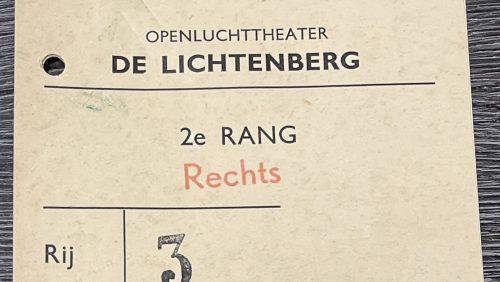 OPENLUCHTTHEATER
DE LICHTENBERG
2e RANG
Rechts
Rij 3